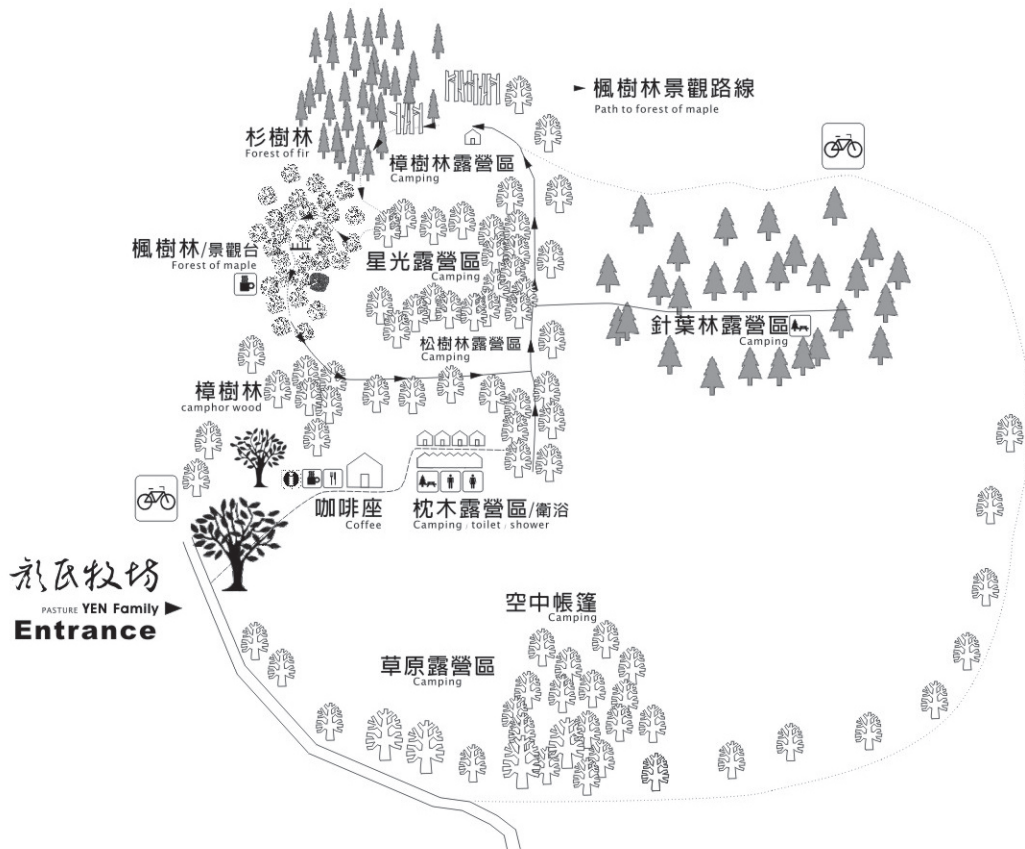 楓樹林景觀路線
Path to forest of maple
杉樹林
Forest of fir
樟樹林露營區
Camping
楓樹林/景觀台
Forest of maple
星光露營區
Camping
松樹林露營區
Camping
針葉林露營區
Camping
樟樹林
camphor wood
咖啡座
Coffee
枕木露營區/衛浴
Camping / toilet / shower
顏氏牧坊
PASTURE YEN Family
Entrance
空中帳篷
Camping
草原露營區
Camping